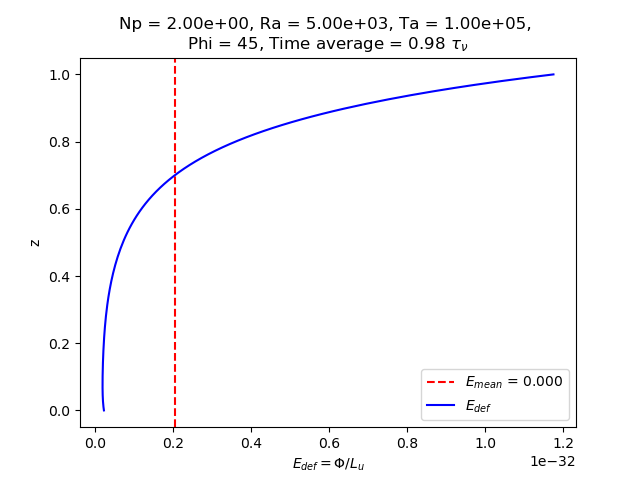 Np = 2.00e+00, Ra = 5.00e+03, Ta = 1.00e+05,
Phi = 45, Time average = 0.98 τ_ν
1.0
0.8
0.6
0.4
0.2
0.0
z
E_mean = 0.000
E_def
0.0 0.2 0.4 0.6 0.8 1.0 1.2
1e−32
E_def = Φ/L_u